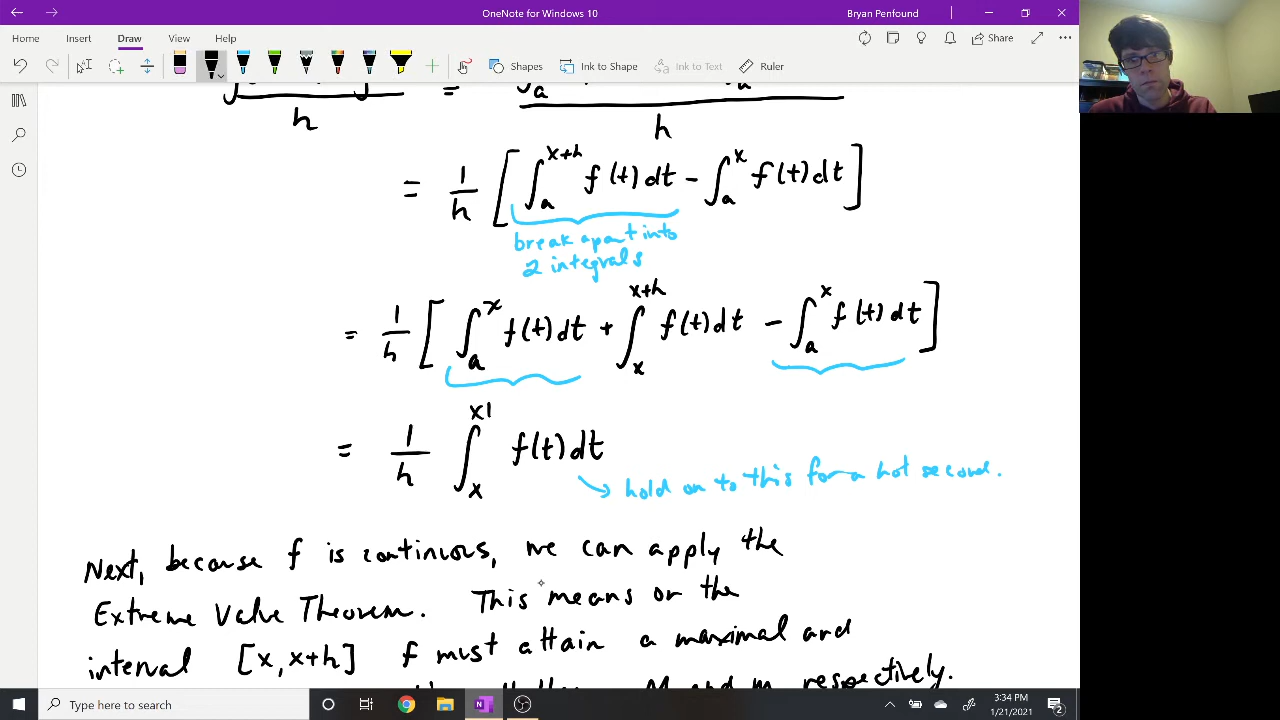 OneNote for Windows 10
Bryan Penfound
Home Insert Draw View Help
Share
Shapes Ink to Shape Ink to Text Ruler
h = h
= 1/h [ ∫_a^{x+h} f(t)dt - ∫_a^x f(t)dt ]
break apart into
2 integrals
= 1/h [ ∫_a^x f(t)dt + ∫_x^{x+h} f(t)dt - ∫_a^x f(t)dt ]
= 1/h ∫_x^{x1} f(t)dt
hold on to this for a hot second.
Next, because f is continuous, we can apply the
Extreme Value Theorem. This means on the
interval [x, x+h] f must attain a maximal and
M and m respectively.
Type here to search
3:34 PM
1/21/2021
2